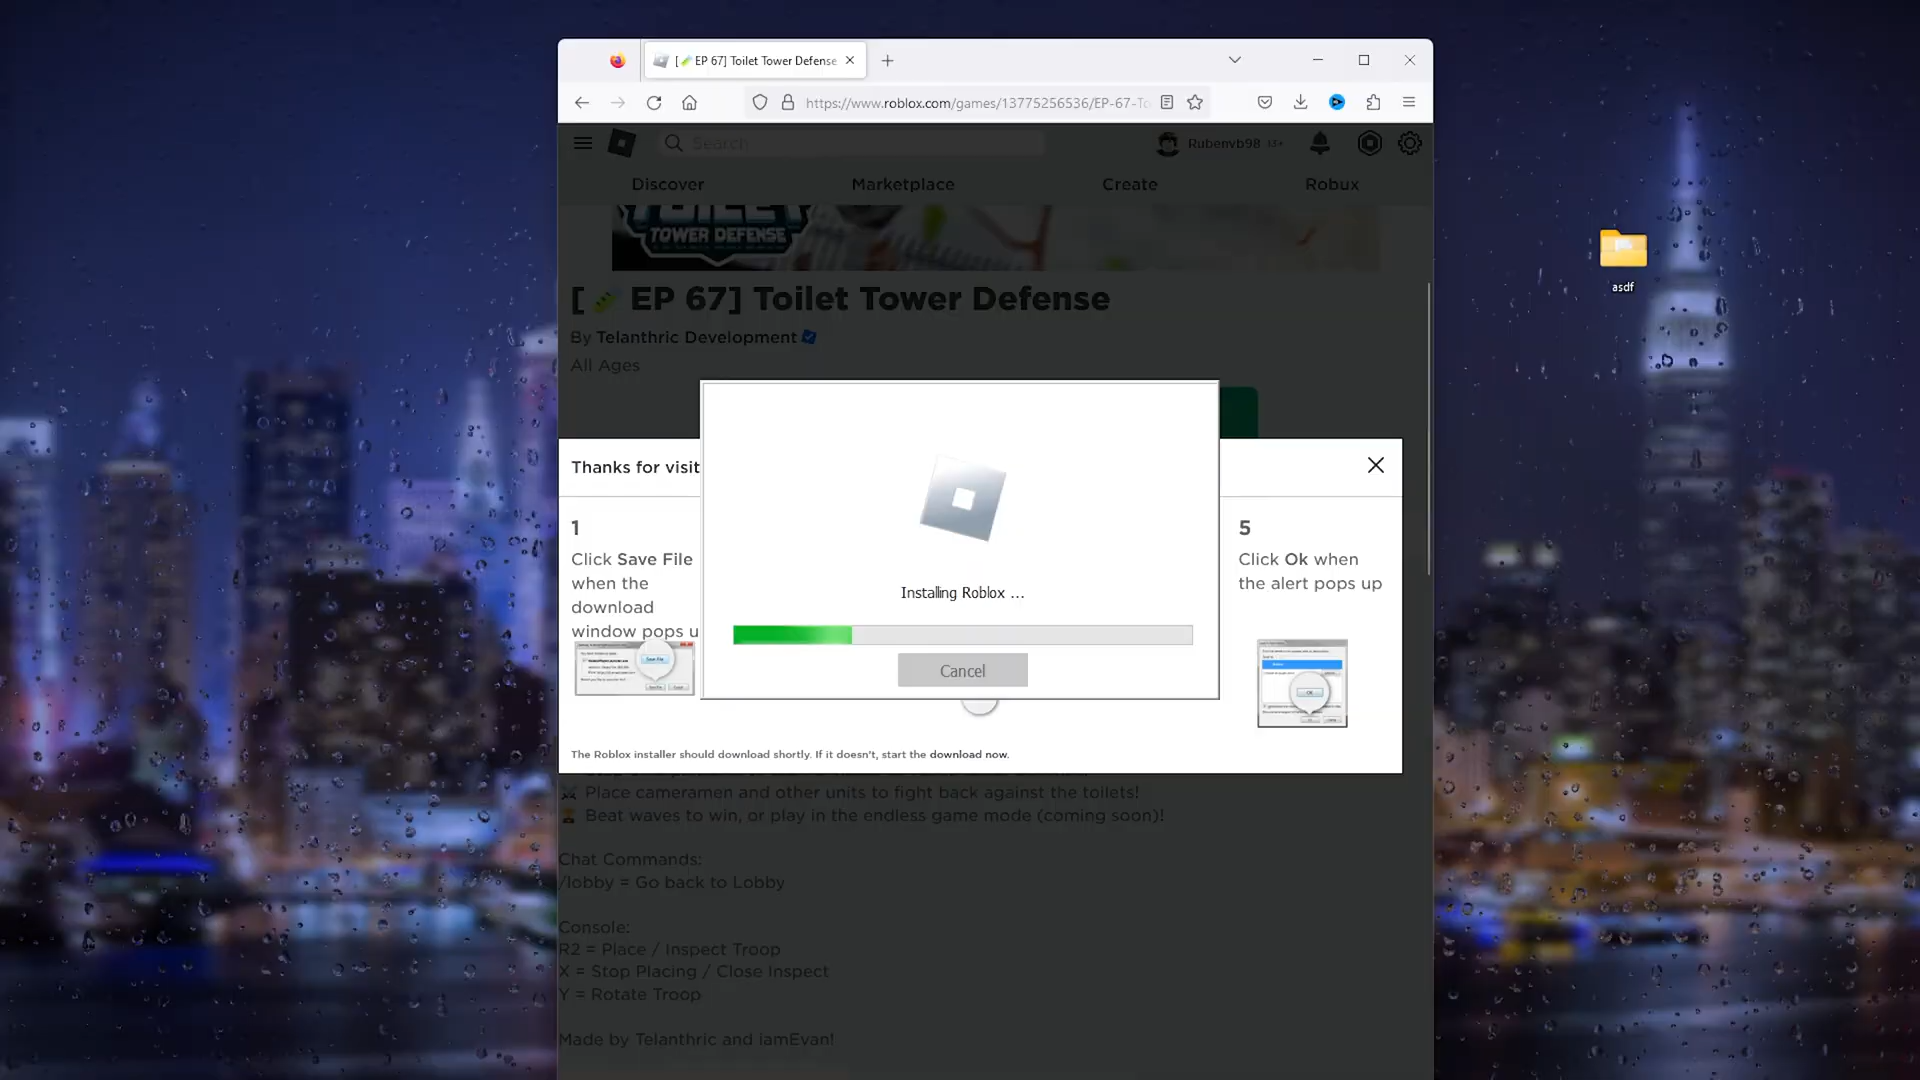 [ EP 67] Toilet Tower Defense
https://www.roblox.com/games/13775256536/EP-67-To
Search
Rubenvb98 13+
Discover Marketplace Create Robux
TOILET
TOWER DEFENSE
[ EP 67] Toilet Tower Defense
By Telanthric Development
All Ages
asdf
Thanks for visit
1
Click Save File
when the
download
window pops u
Installing Roblox ...
Cancel
5
Click Ok when
the alert pops up
The Roblox installer should download shortly. If it doesn't, start the download now.
Place cameramen and other units to fight back against the toilets!
Beat waves to win, or play in the endless game mode (coming soon)!
Chat Commands:
/lobby = Go back to Lobby
Console:
R2 = Place / Inspect Troop
X = Stop Placing / Close Inspect
Y = Rotate Troop
Made by Telanthric and iamEvan!